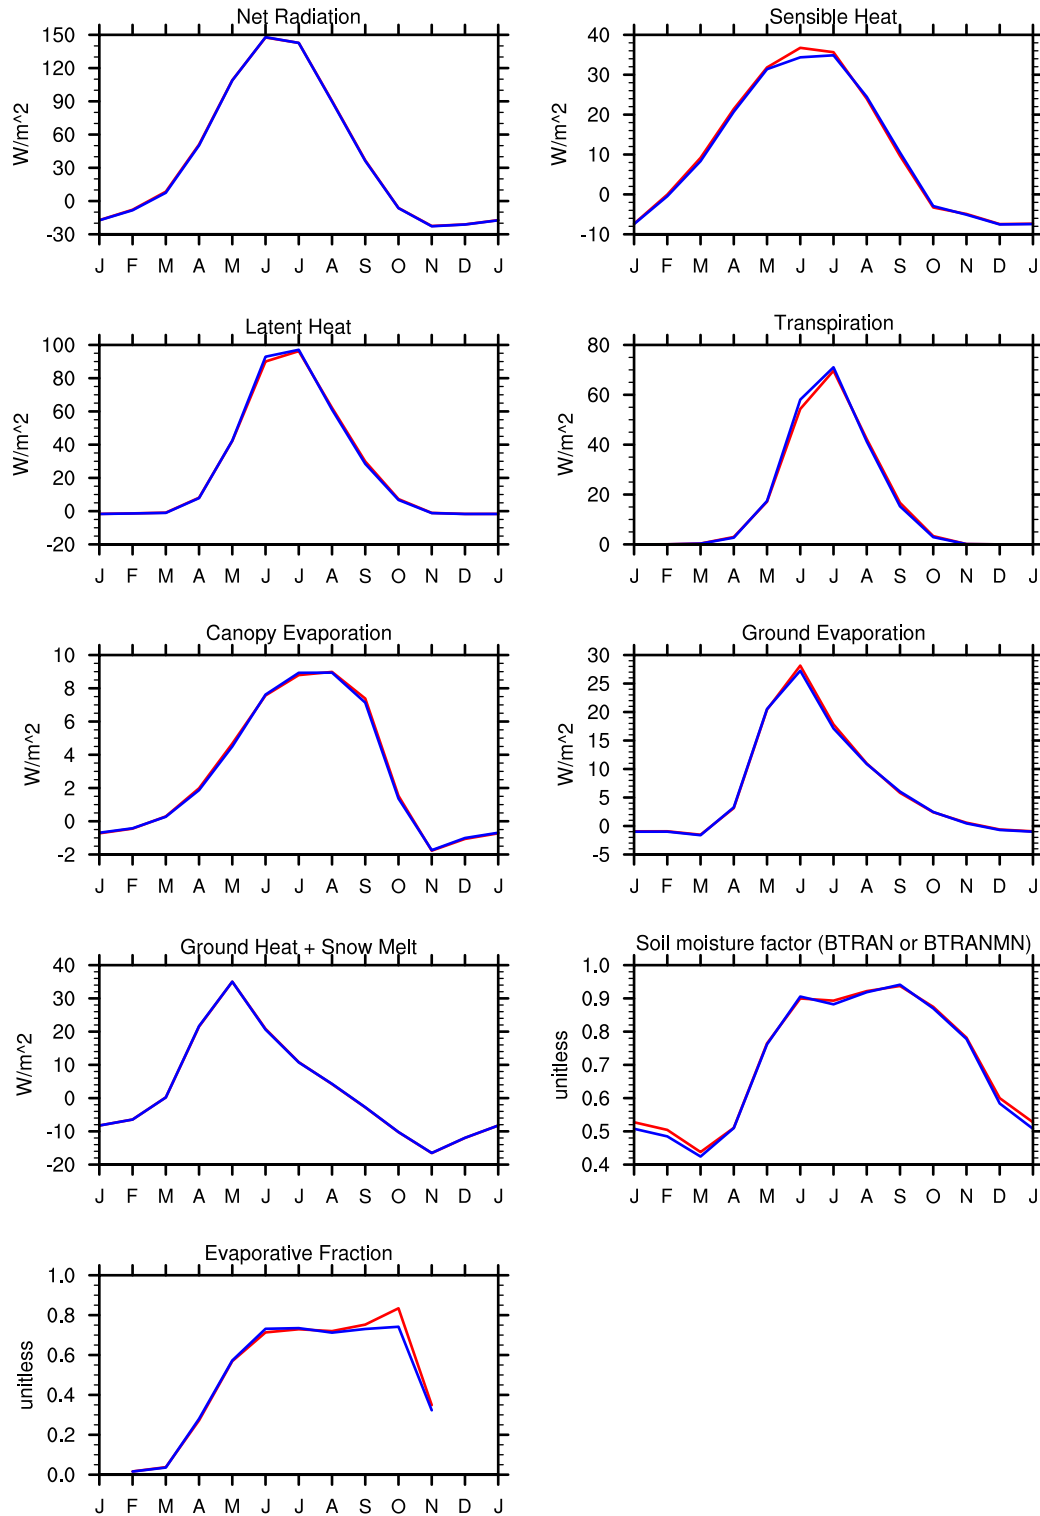 Net Radiation
150
120
90
60
30
0
-30
W/m^2
J F M A M J J A S O N D J
Sensible Heat
40
30
20
10
0
-10
W/m^2
J F M A M J J A S O N D J
Latent Heat
100
80
60
40
20
0
-20
W/m^2
J F M A M J J A S O N D J
Transpiration
80
60
40
20
0
W/m^2
J F M A M J J A S O N D J
Canopy Evaporation
10
8
6
4
2
0
-2
W/m^2
J F M A M J J A S O N D J
Ground Evaporation
30
25
20
15
10
5
0
-5
W/m^2
J F M A M J J A S O N D J
Ground Heat + Snow Melt
40
30
20
10
0
-10
-20
W/m^2
J F M A M J J A S O N D J
Soil moisture factor (BTRAN or BTRANMN)
1.0
0.9
0.8
0.7
0.6
0.5
0.4
unitless
J F M A M J J A S O N D J
Evaporative Fraction
1.0
0.8
0.6
0.4
0.2
0.0
unitless
J F M A M J J A S O N D J